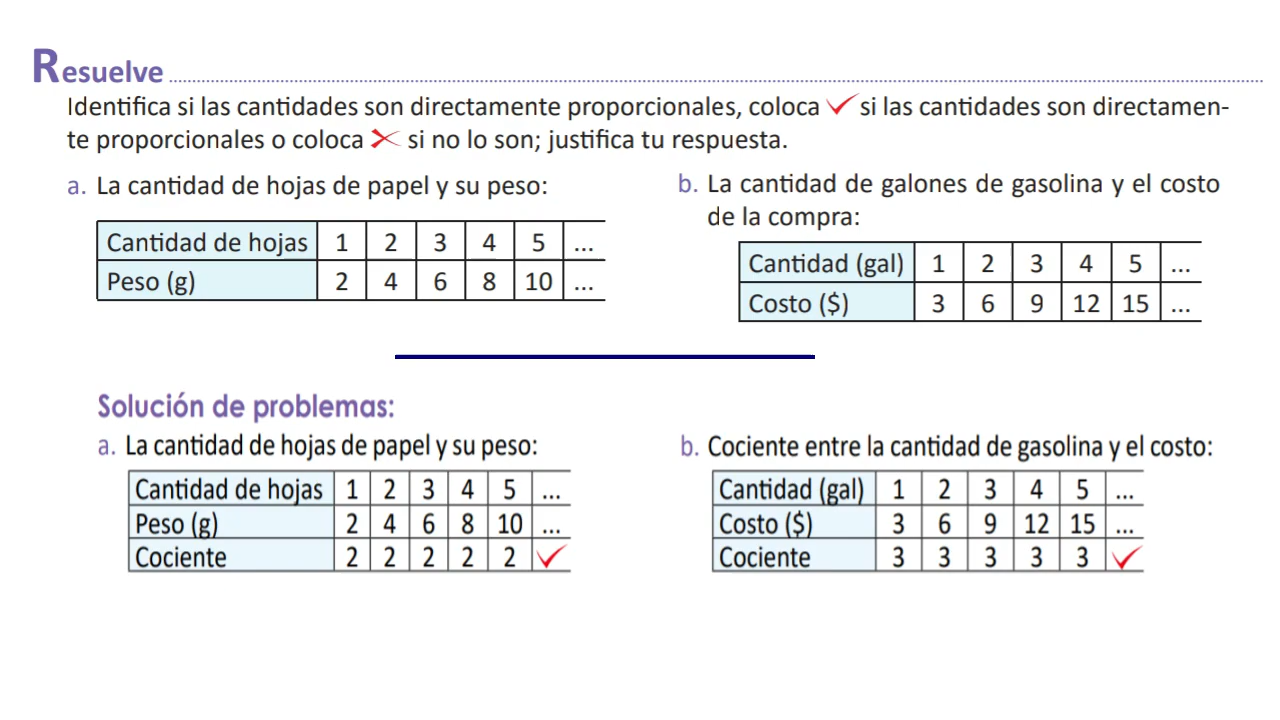 Resuelve
Identifica si las cantidades son directamente proporcionales, coloca ✓ si las cantidades son directamen-
te proporcionales o coloca ✗ si no lo son; justifica tu respuesta.
a. La cantidad de hojas de papel y su peso:
Cantidad de hojas 1 2 3 4 5 ...
Peso (g) 2 4 6 8 10 ...
b. La cantidad de galones de gasolina y el costo
de la compra:
Cantidad (gal) 1 2 3 4 5 ...
Costo ($) 3 6 9 12 15 ...
Solución de problemas:
a. La cantidad de hojas de papel y su peso:
Cantidad de hojas 1 2 3 4 5 ...
Peso (g) 2 4 6 8 10 ...
Cociente 2 2 2 2 2 ✓
b. Cociente entre la cantidad de gasolina y el costo:
Cantidad (gal) 1 2 3 4 5 ...
Costo ($) 3 6 9 12 15 ...
Cociente 3 3 3 3 3 ✓